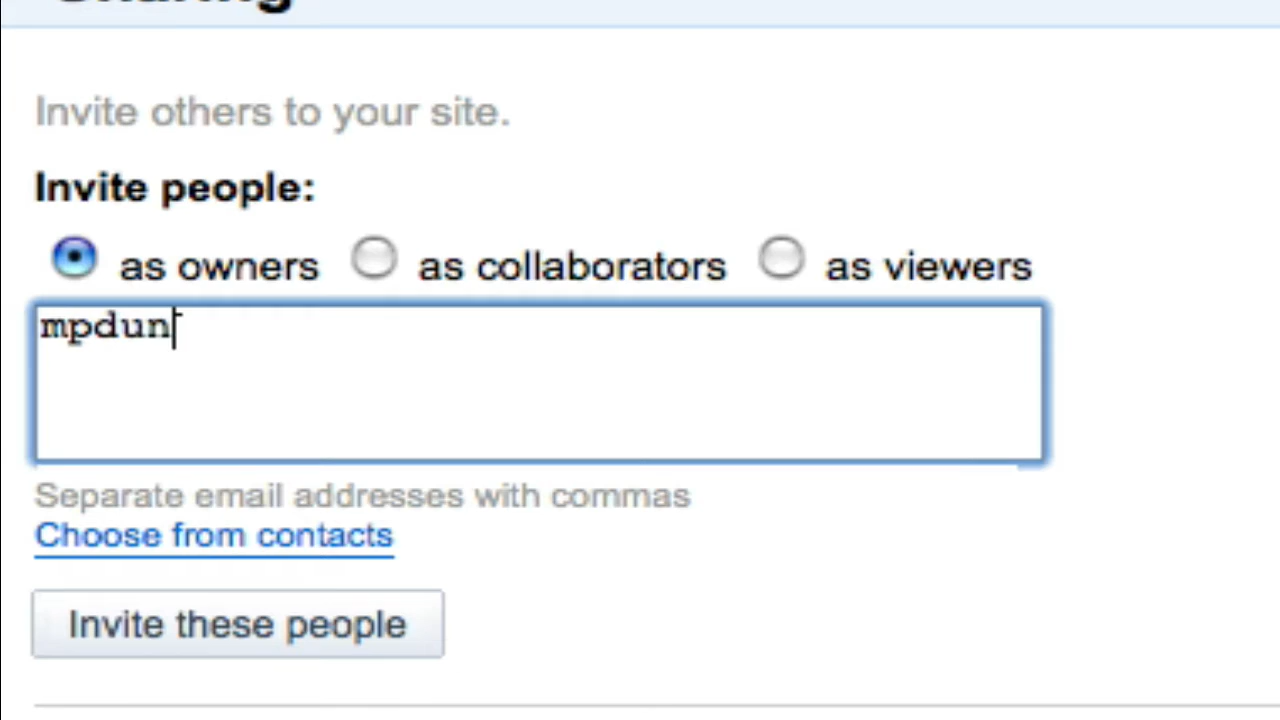 Sharing
Invite others to your site.
Invite people:
as owners as collaborators as viewers
mpdun
Separate email addresses with commas
Choose from contacts
Invite these people